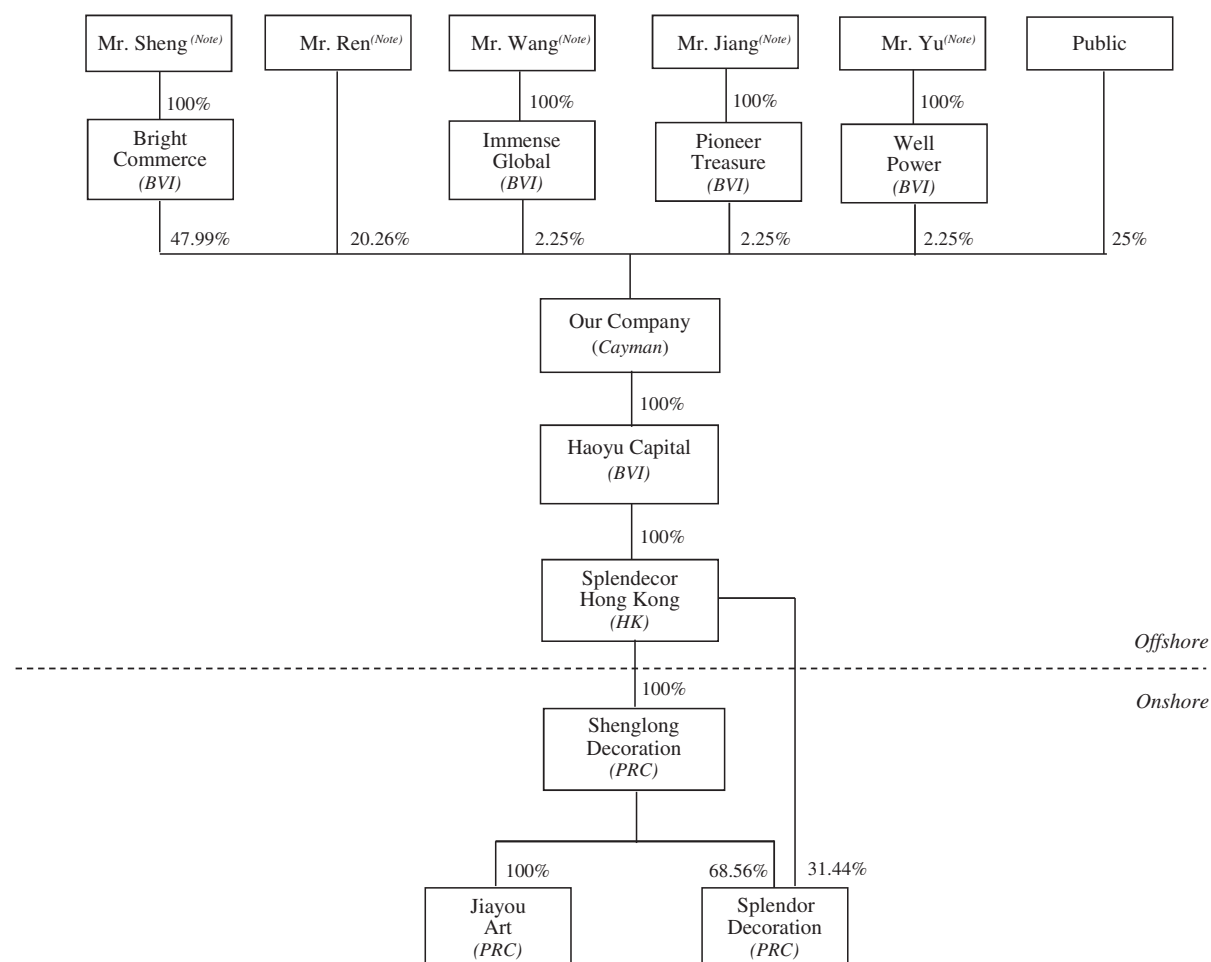 Mr. Sheng (Note)
Mr. Ren(Note)
Mr. Wang(Note)
Mr. Jiang(Note)
Mr. Yu(Note)
Public
100%
100%
100%
100%
Bright
Commerce
(BVI)
Immense
Global
(BVI)
Pioneer
Treasure
(BVI)
Well
Power
(BVI)
47.99%
20.26%
2.25%
2.25%
2.25%
25%
Our Company
(Cayman)
100%
Haoyu Capital
(BVI)
100%
Splendecor
Hong Kong
(HK)
Offshore
100%
Onshore
Shenglong
Decoration
(PRC)
100%
68.56%
31.44%
Jiayou
Art
(PRC)
Splendor
Decoration
(PRC)